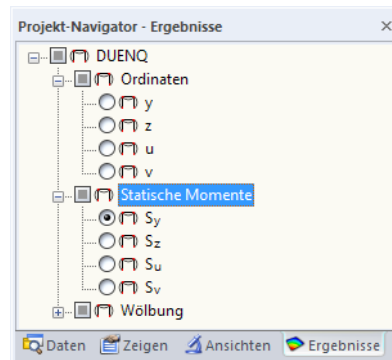 Projekt-Navigator - Ergebnisse
DUENQ
Ordinaten
y
z
u
v
Statische Momente
Sy
Sz
Su
Sv
Wölbung
Daten Zeigen Ansichten Ergebnisse